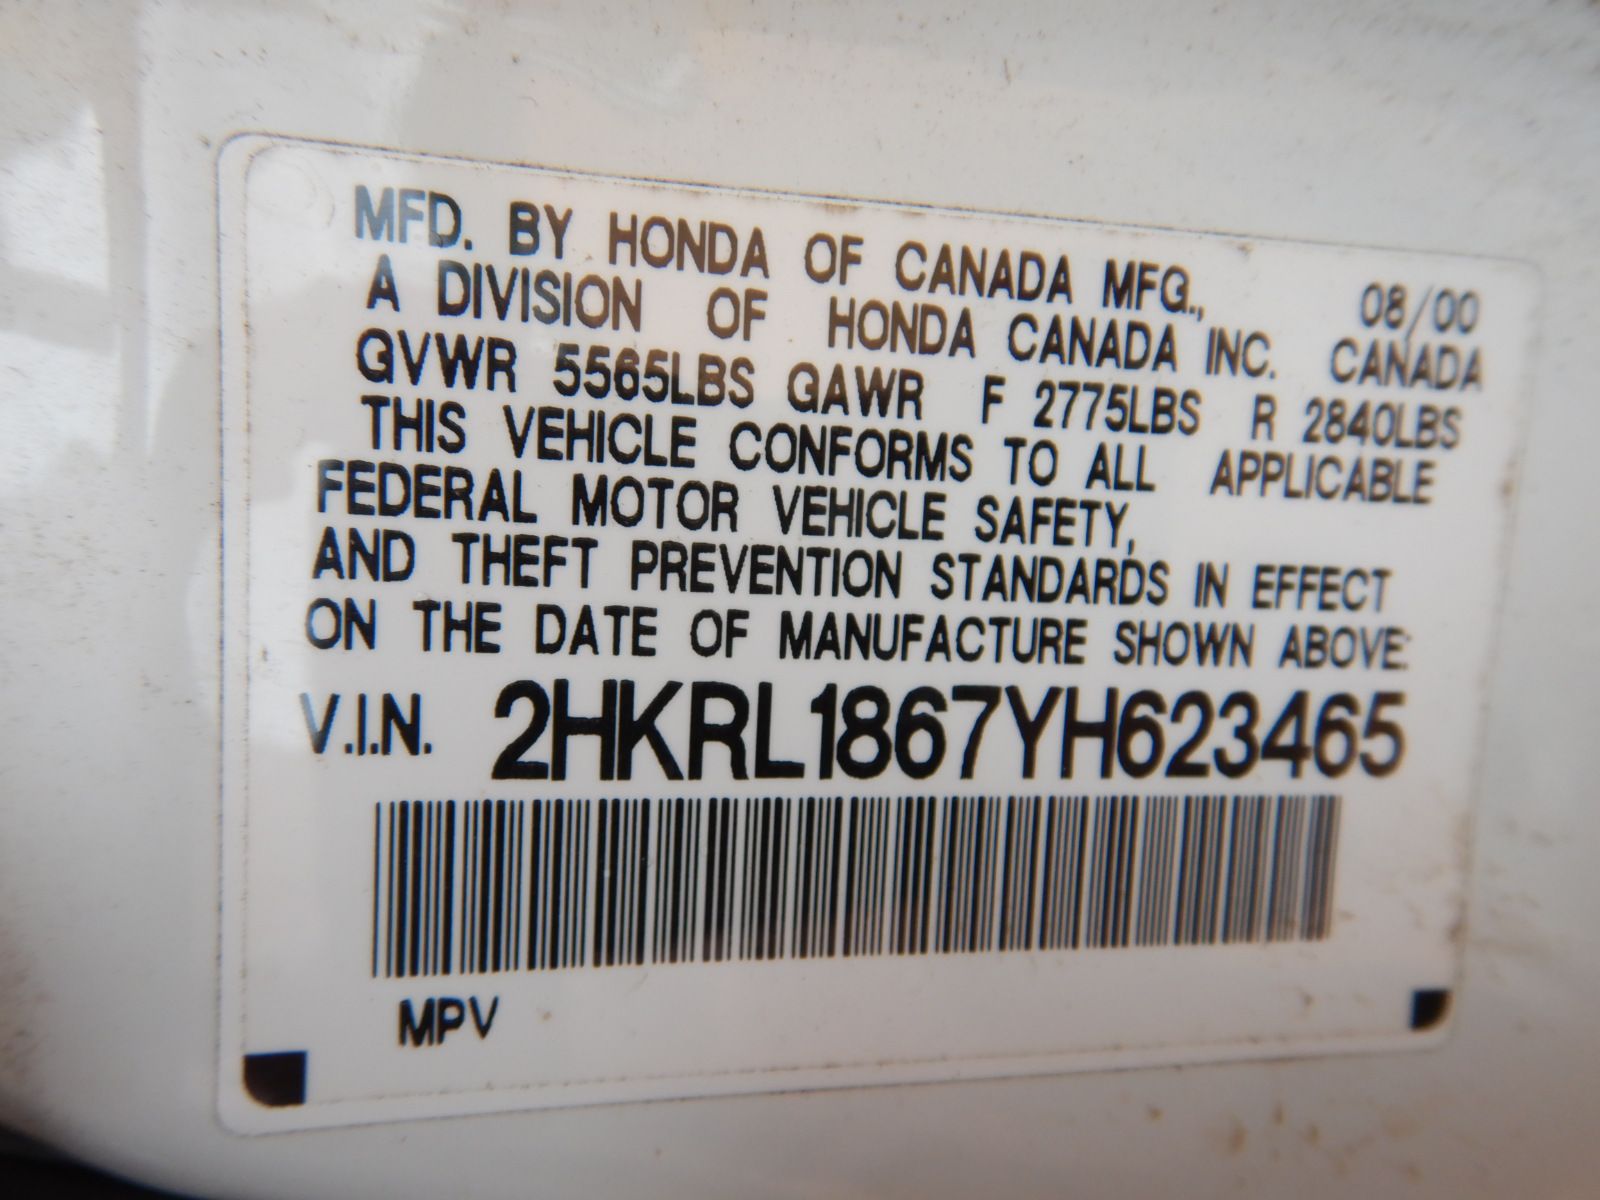 MFD. BY HONDA OF CANADA MFG., 08/00
A DIVISION OF HONDA CANADA INC. CANADA
GVWR 5565LBS GAWR F 2775LBS R 2840LBS
THIS VEHICLE CONFORMS TO ALL APPLICABLE
FEDERAL MOTOR VEHICLE SAFETY,
AND THEFT PREVENTION STANDARDS IN EFFECT
ON THE DATE OF MANUFACTURE SHOWN ABOVE:
V.I.N. 2HKRL1867YH623465
MPV